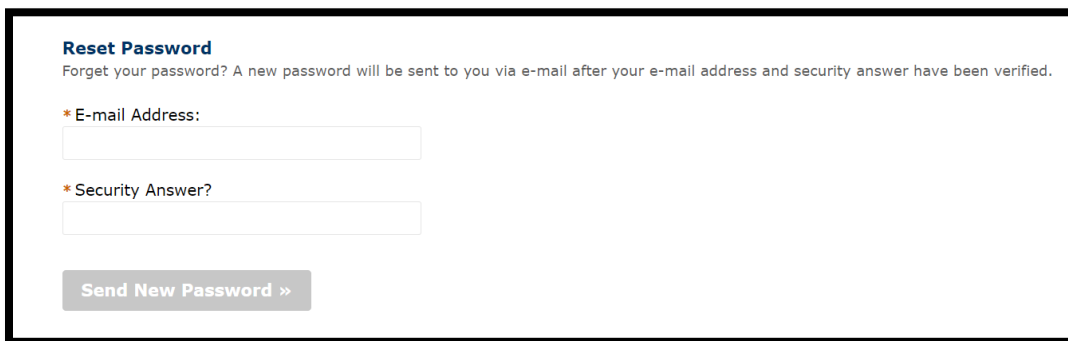 Reset Password
Forget your password? A new password will be sent to you via e-mail after your e-mail address and security answer have been verified.
* E-mail Address:
* Security Answer?
Send New Password »